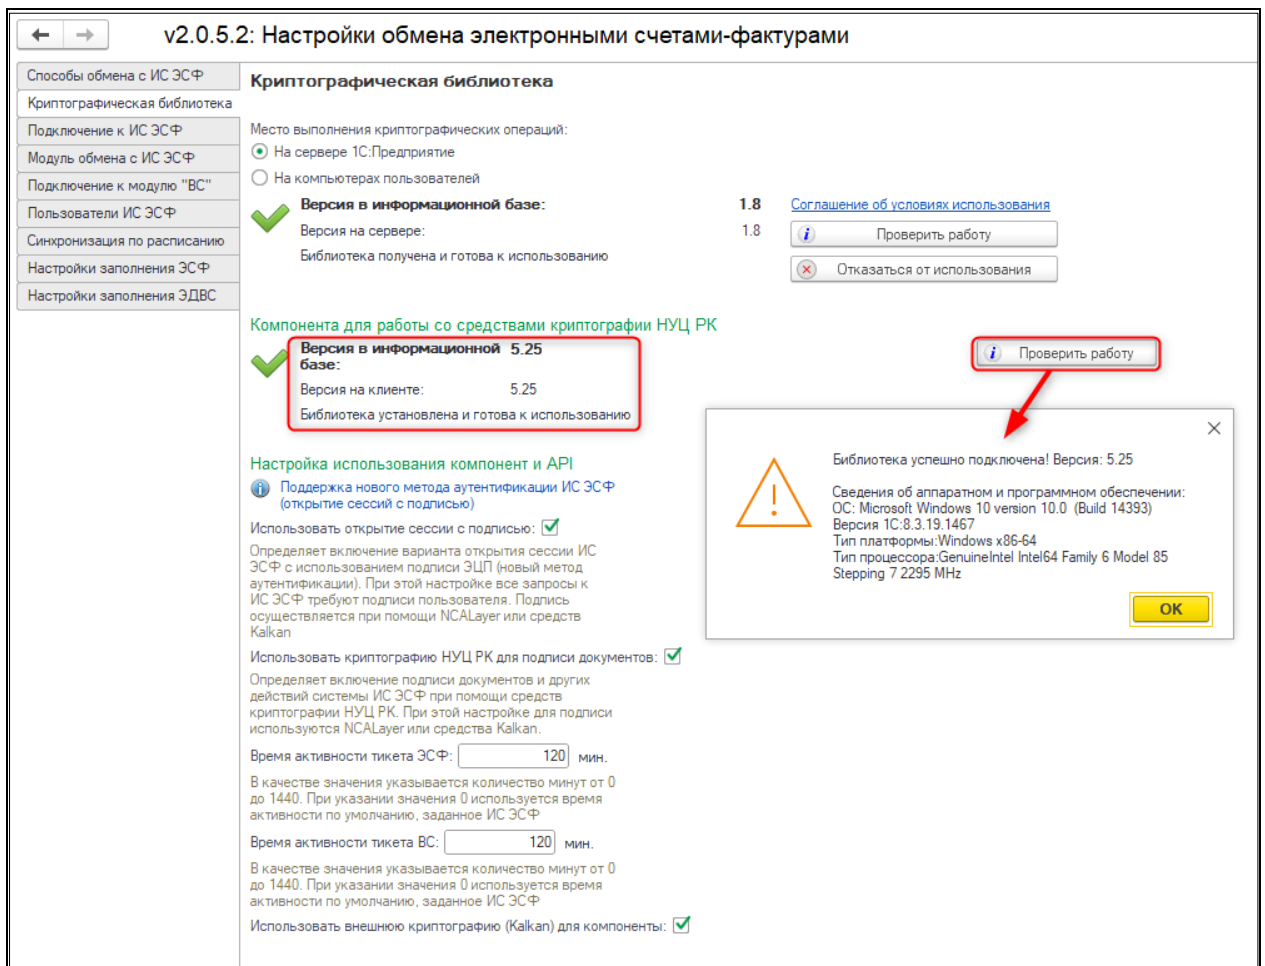 v2.0.5.2: Настройки обмена электронными счетами-фактурами
Способы обмена с ИС ЭСФ
Криптографическая библиотека
Подключение к ИС ЭСФ
Модуль обмена с ИС ЭСФ
Подключение к модулю "ВС"
Пользователи ИС ЭСФ
Синхронизация по расписанию
Настройки заполнения ЭСФ
Настройки заполнения ЭДВС
Криптографическая библиотека
Место выполнения криптографических операций:
На сервере 1С:Предприятие
На компьютерах пользователей
Версия в информационной базе: 1.8 Соглашение об условиях использования
Версия на сервере: 1.8 Проверить работу
Библиотека получена и готова к использованию
Отказаться от использования
Компонента для работы со средствами криптографии НУЦ РК
Версия в информационной 5.25
базе:
Версия на клиенте: 5.25
Библиотека установлена и готова к использованию
Проверить работу
Библиотека успешно подключена! Версия: 5.25
Сведения об аппаратном и программном обеспечении:
ОС: Microsoft Windows 10 version 10.0 (Build 14393)
Версия 1С:8.3.19.1467
Тип платформы:Windows x86-64
Тип процессора:GenuineIntel Intel64 Family 6 Model 85
Stepping 7 2295 MHz
OK
Настройка использования компонент и API
Поддержка нового метода аутентификации ИС ЭСФ
(открытие сессий с подписью)
Использовать открытие сессии с подписью:
Определяет включение варианта открытия сессии ИС
ЭСФ с использованием подписи ЭЦП (новый метод
аутентификации). При этой настройке все запросы к
ИС ЭСФ требуют подписи пользователя. Подпись
осуществляется при помощи NCALayer или средств
Kalkan
Использовать криптографию НУЦ РК для подписи документов:
Определяет включение подписи документов и других
действий системы ИС ЭСФ при помощи средств
криптографии НУЦ РК. При этой настройке для подписи
используются NCALayer или средства Kalkan.
Время активности тикета ЭСФ: 120 мин.
В качестве значения указывается количество минут от 0
до 1440. При указании значения 0 используется время
активности по умолчанию, заданное ИС ЭСФ
Время активности тикета ВС: 120 мин.
В качестве значения указывается количество минут от 0
до 1440. При указании значения 0 используется время
активности по умолчанию, заданное ИС ЭСФ
Использовать внешнюю криптографию (Kalkan) для компоненты: